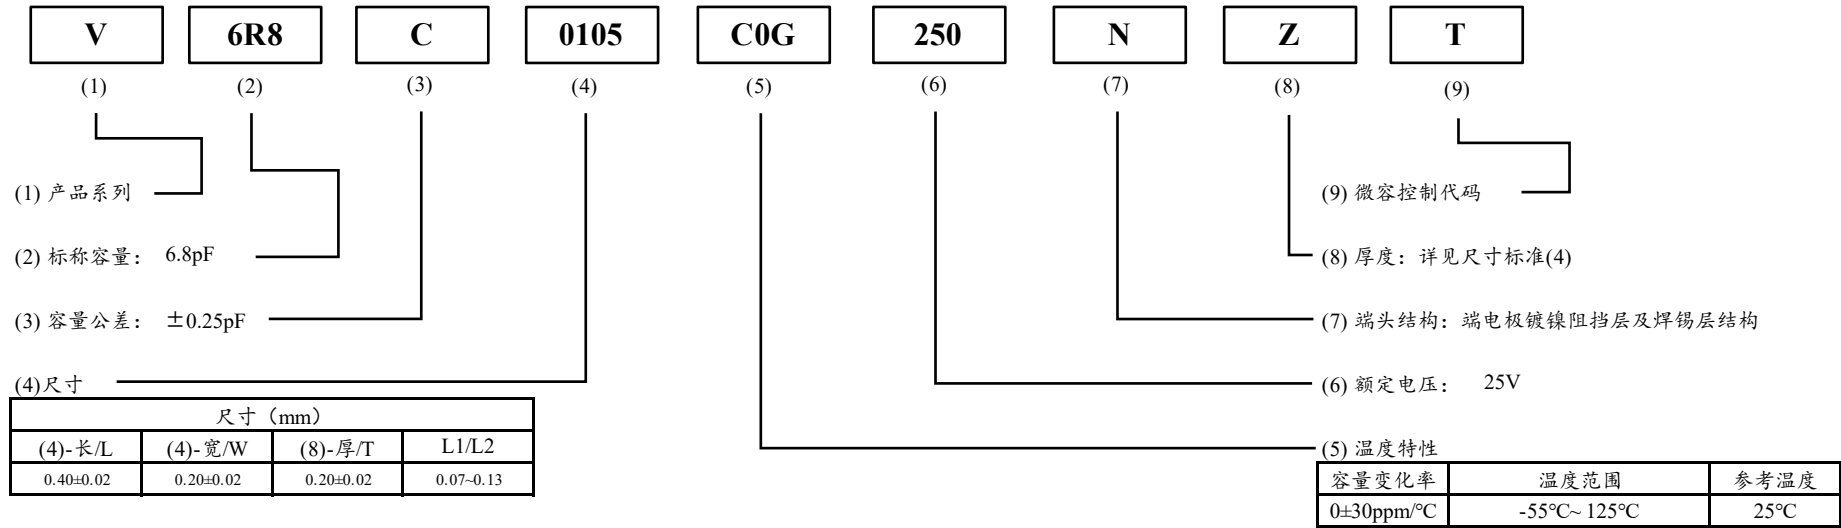 V 6R8 C 0105 C0G 250 N Z T
(1) (2) (3) (4) (5) (6) (7) (8) (9)
(1) 产品系列
(9) 微容控制代码
(2) 标称容量： 6.8pF
(8) 厚度：详见尺寸标准(4)
(3) 容量公差： ±0.25pF
(7) 端头结构：端电极镀镍阻挡层及焊锡层结构
(4)尺寸
(6) 额定电压： 25V
尺寸（mm）
(4)-长/L (4)-宽/W (8)-厚/T L1/L2
0.40±0.02 0.20±0.02 0.20±0.02 0.07~0.13
(5) 温度特性
容量变化率 温度范围 参考温度
0±30ppm/℃ -55℃~ 125℃ 25℃